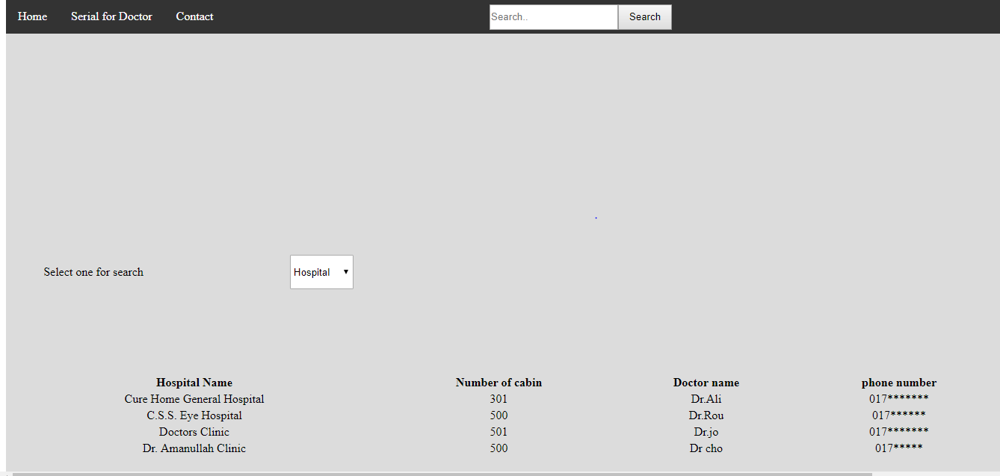 Home Serial for Doctor Contact Search.. Search
Select one for search Hospital
Hospital Name Number of cabin Doctor name phone number
Cure Home General Hospital 301 Dr.Ali 017*******
C.S.S. Eye Hospital 500 Dr.Rou 017******
Doctors Clinic 501 Dr.jo 017*******
Dr. Amanullah Clinic 500 Dr cho 017*****